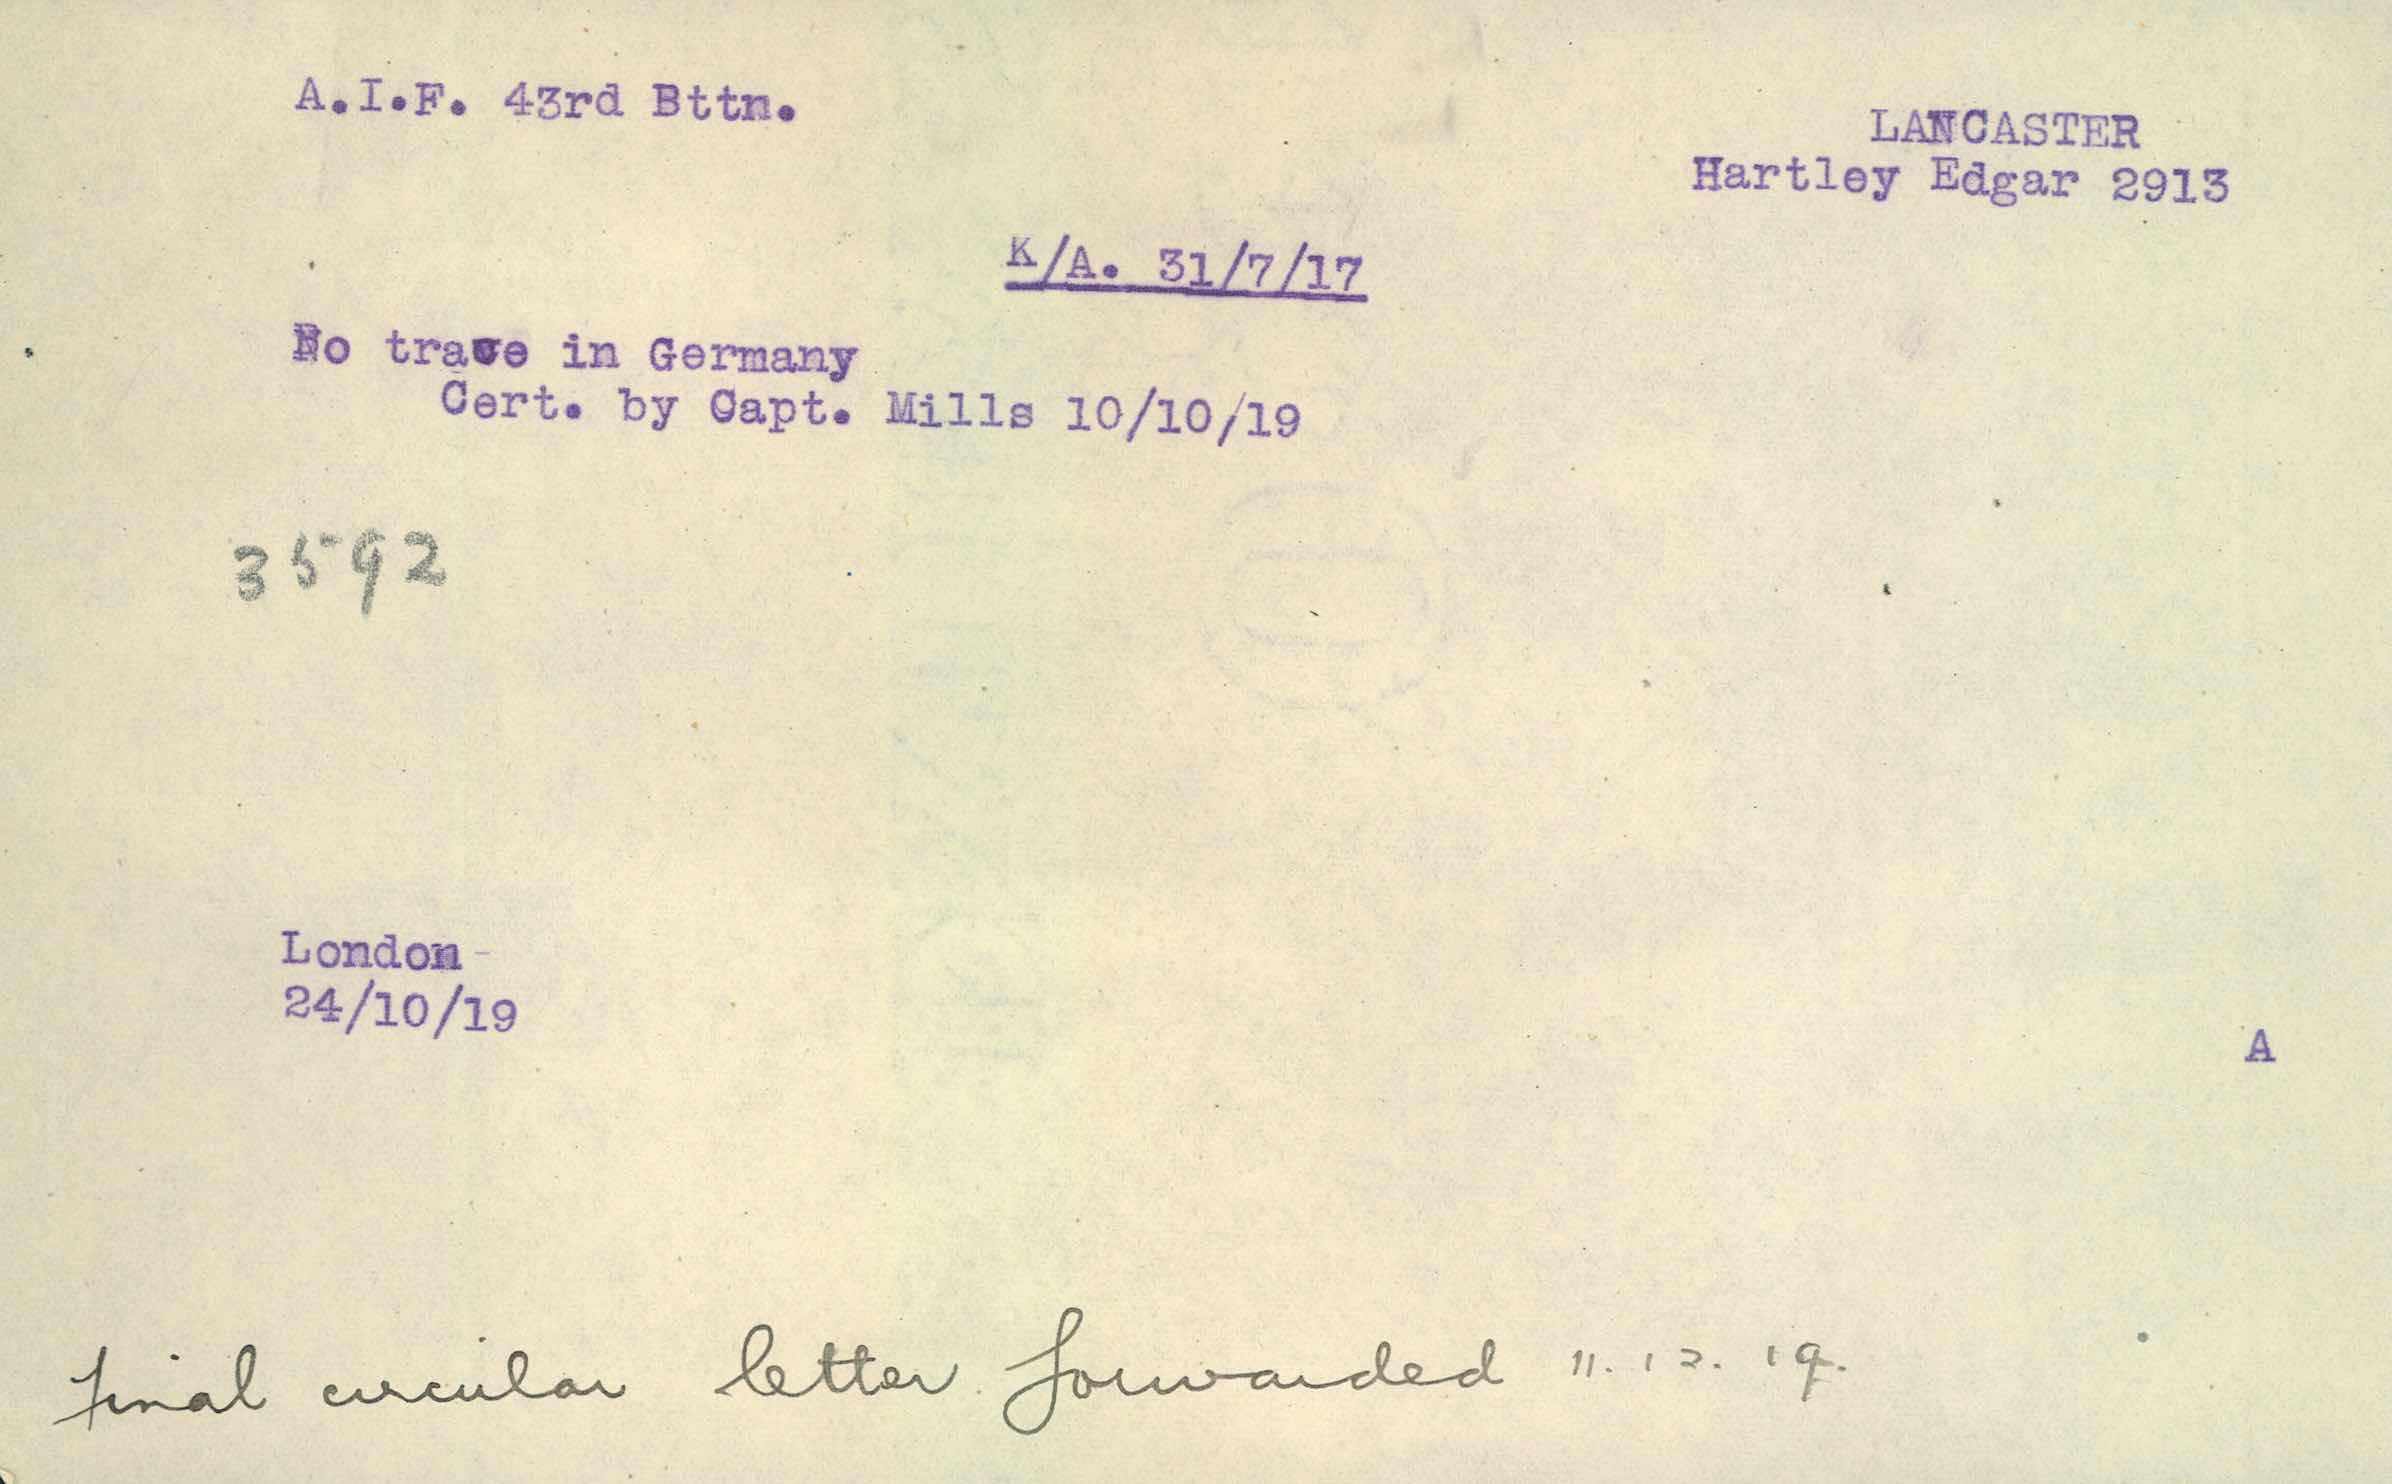 A.I.F. 43rd Bttn.
LANCASTER
Hartley Edgar 2913
K/A. 31/7/17
No trace in Germany
Cert. by Capt. Mills 10/10/19
3592
London
24/10/19
A
Final circular letter forwarded 11.12.19.